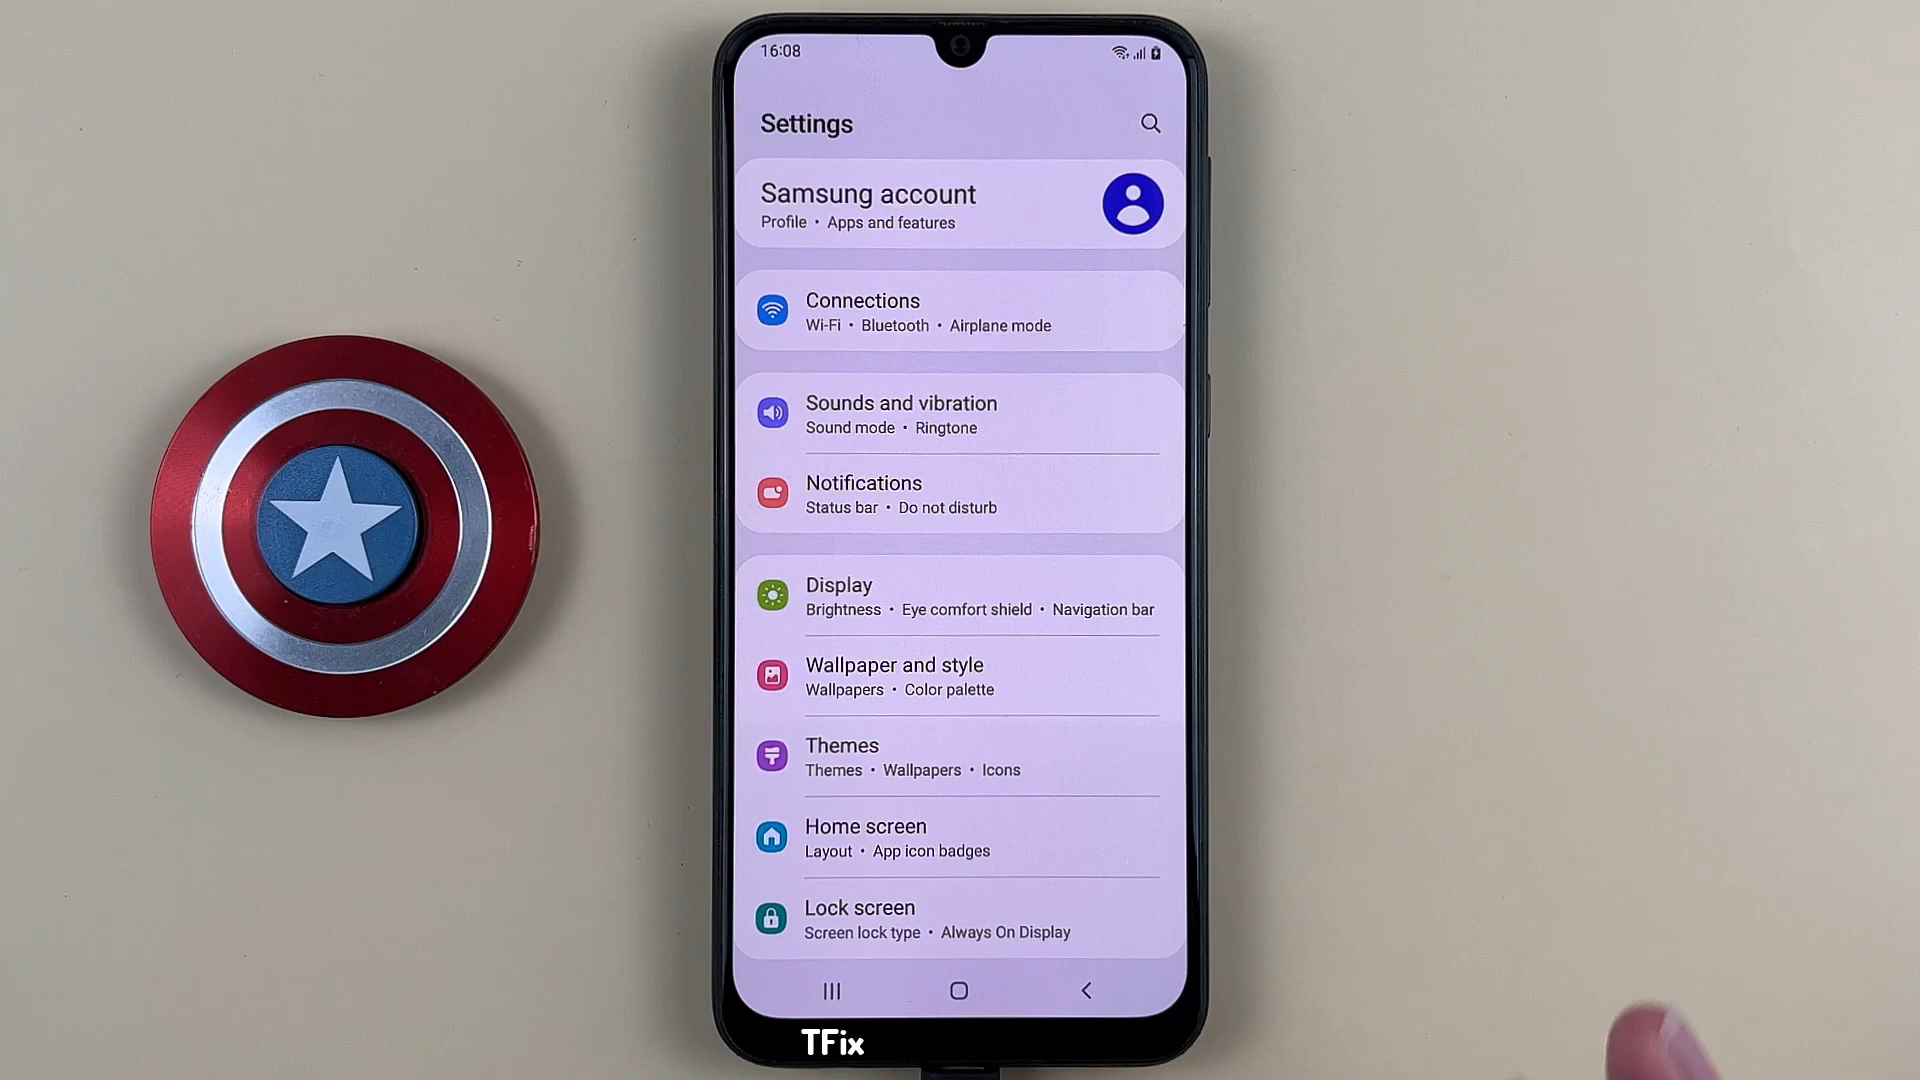 16:08
Settings
Samsung account
Profile • Apps and features
Connections
Wi-Fi • Bluetooth • Airplane mode
Sounds and vibration
Sound mode • Ringtone
Notifications
Status bar • Do not disturb
Display
Brightness • Eye comfort shield • Navigation bar
Wallpaper and style
Wallpapers • Color palette
Themes
Themes • Wallpapers • Icons
Home screen
Layout • App icon badges
Lock screen
Screen lock type • Always On Display
TFix